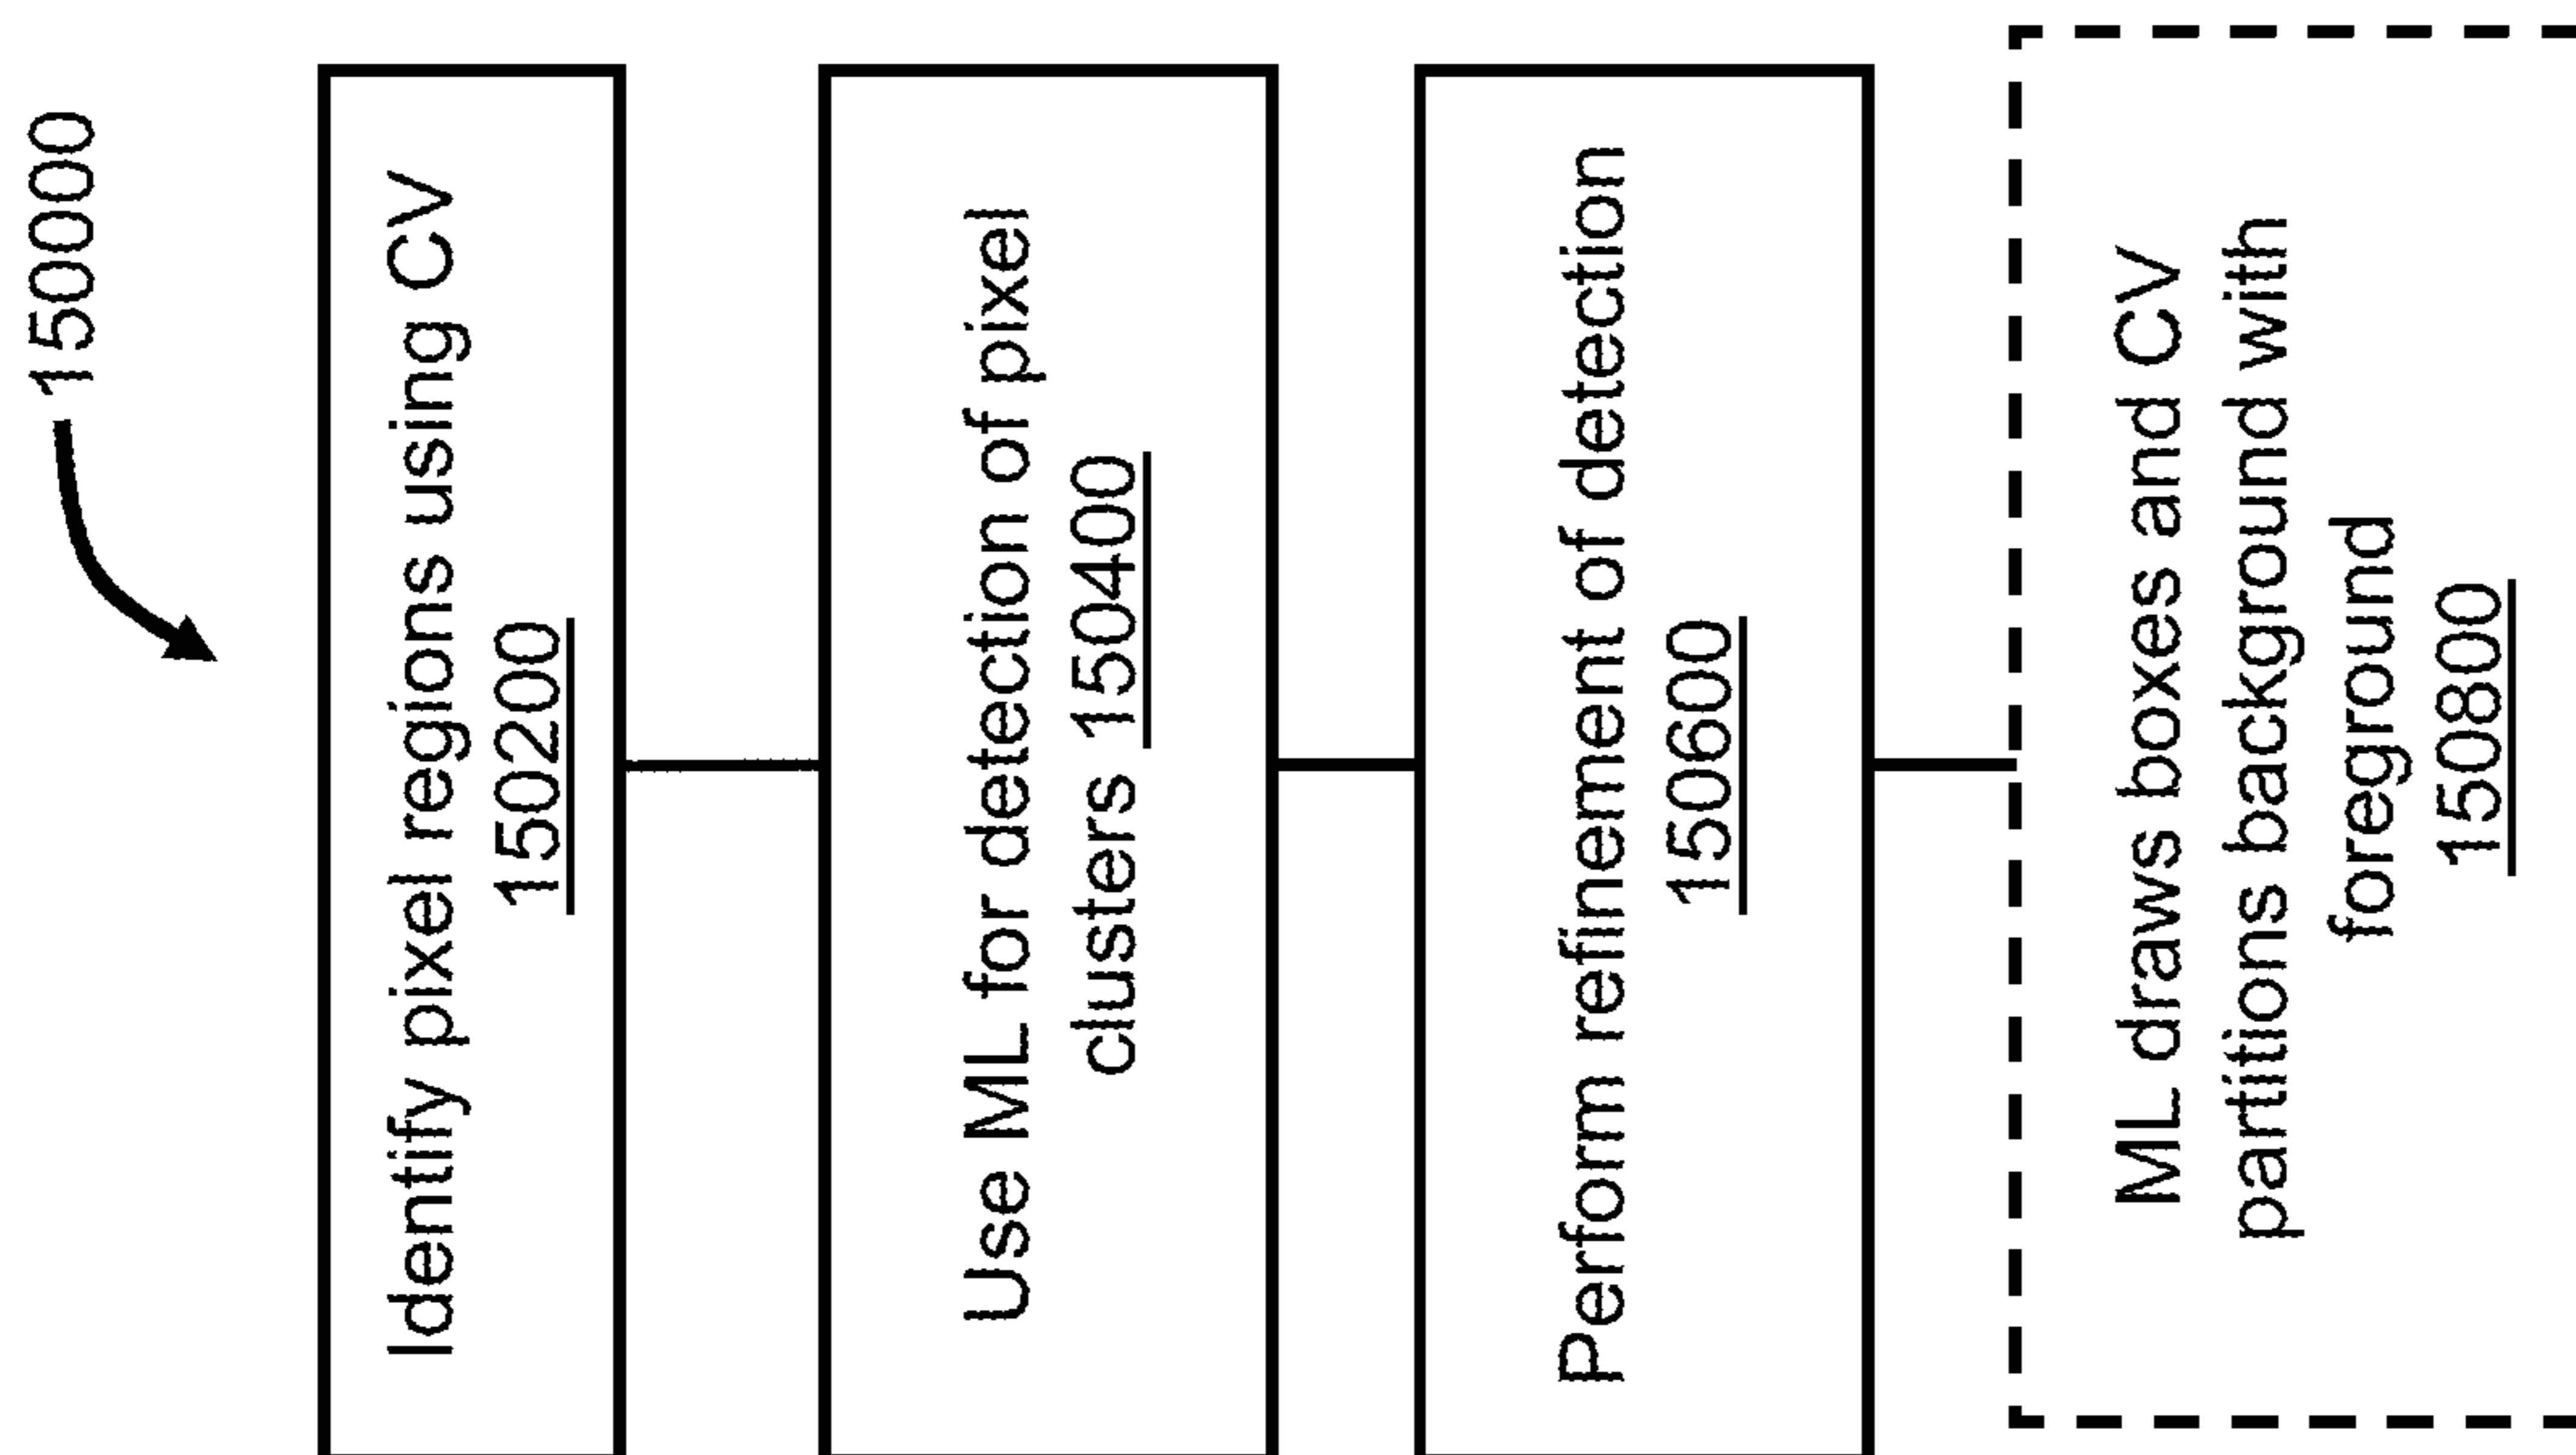 150000
Identify pixel regions using CV
150200
Use ML for detection of pixel
clusters 150400
Perform refinement of detection
150600
ML draws boxes and CV
partitions background with
foreground
150800